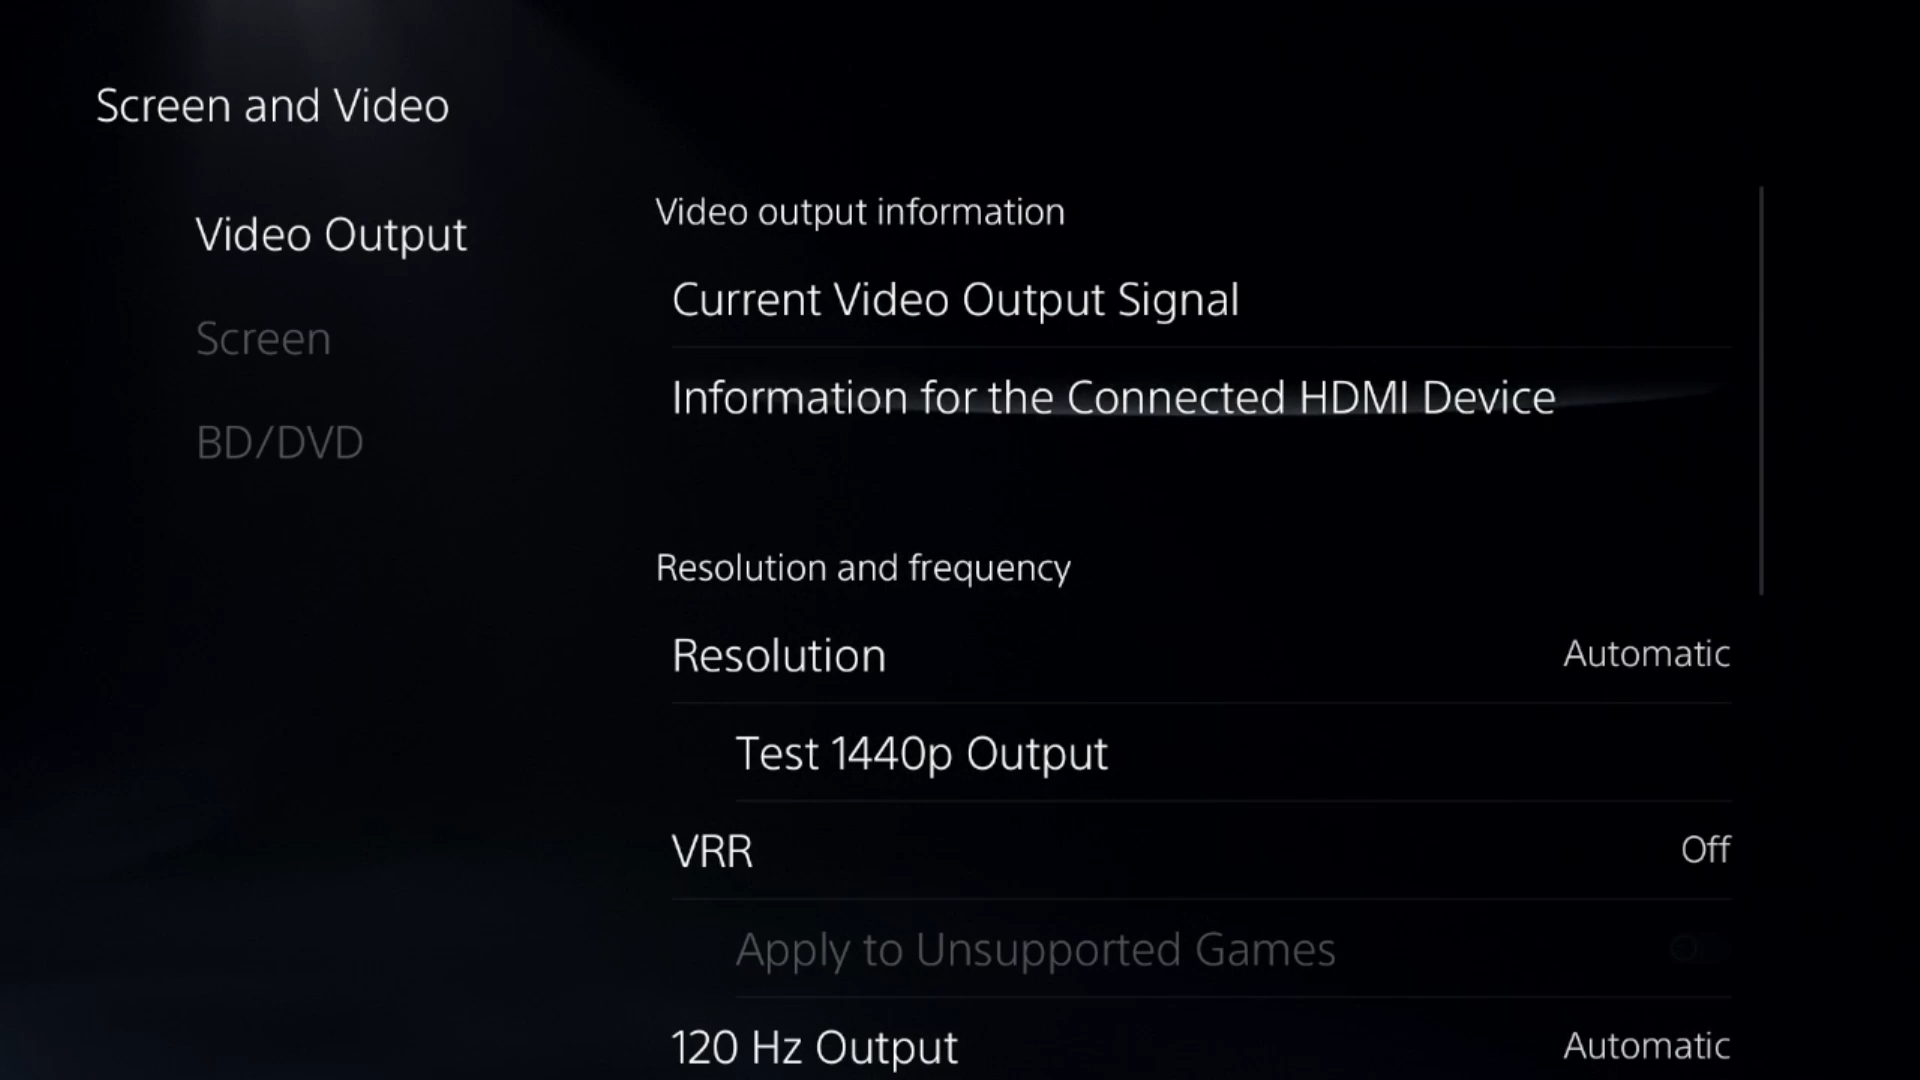 Screen and Video
Video Output
Screen
BD/DVD
Video output information
Current Video Output Signal
Information for the Connected HDMI Device
Resolution and frequency
Resolution Automatic
Test 1440p Output
VRR Off
Apply to Unsupported Games
120 Hz Output Automatic